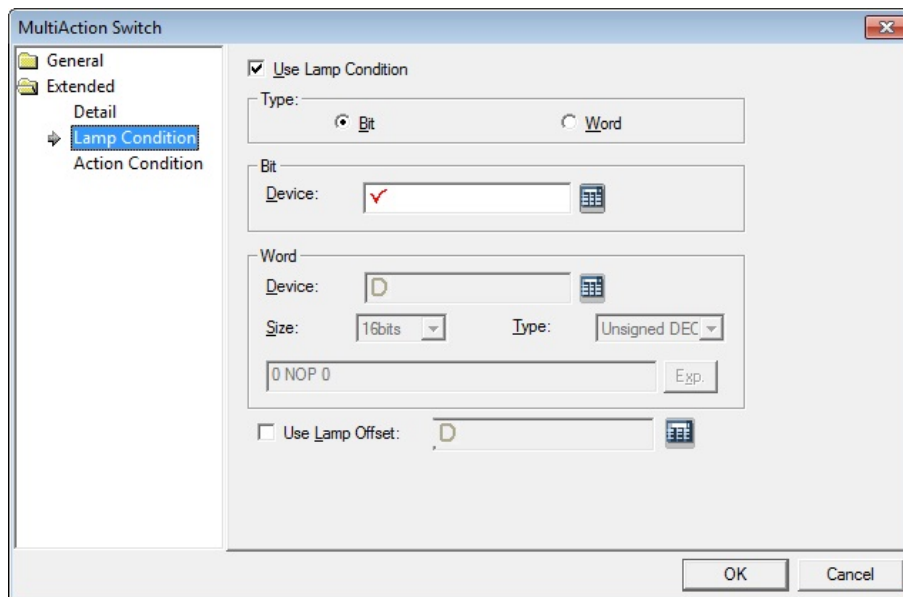 MultiAction Switch
General
Extended
Detail
Lamp Condition
Action Condition
Use Lamp Condition
Type:
Bit
Word
Bit
Device:
Word
Device: D
Size: 16bits Type: Unsigned DEC
0 NOP 0 Exp.
Use Lamp Offset: D
OK Cancel